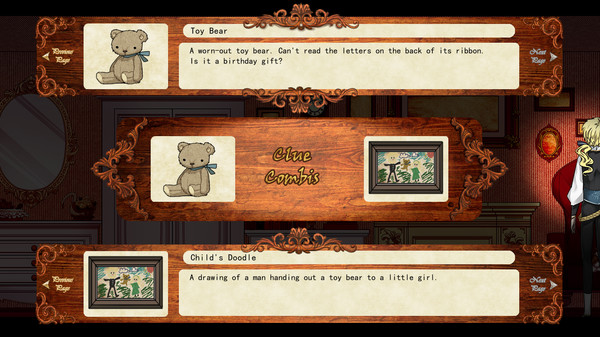 Toy Bear
Previous
Page
A worn-out toy bear. Can't read the letters on the back of its ribbon.
Is it a birthday gift?
Next
Page
Clue
Combis
Child's Doodle
Previous
Page
A drawing of a man handing out a toy bear to a little girl.
Next
Page